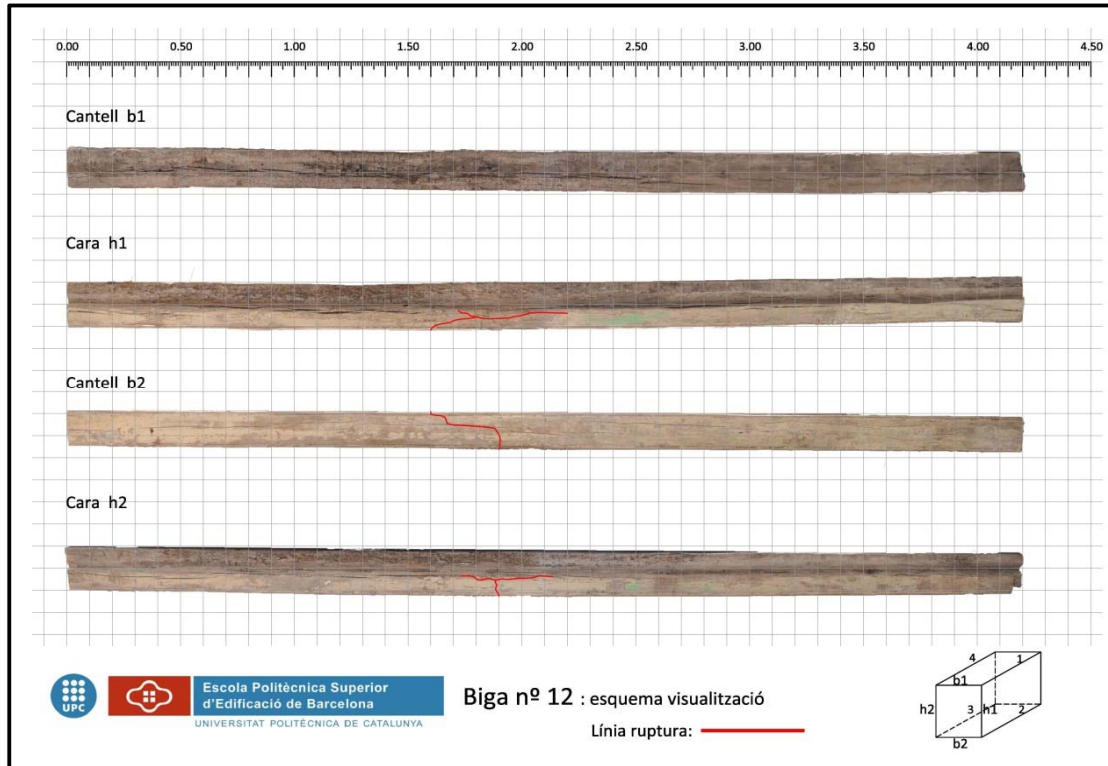 0.00 0.50 1.00 1.50 2.00 2.50 3.00 3.50 4.00 4.50
Cantell b1
Cara h1
Cantell b2
Cara h2
UPC
Escola Politècnica Superior
d'Edificació de Barcelona
UNIVERSITAT POLITÈCNICA DE CATALUNYA
Biga nº 12 : esquema visualització
Línia ruptura:
4 1
b1
h2 3 h1 2
b2